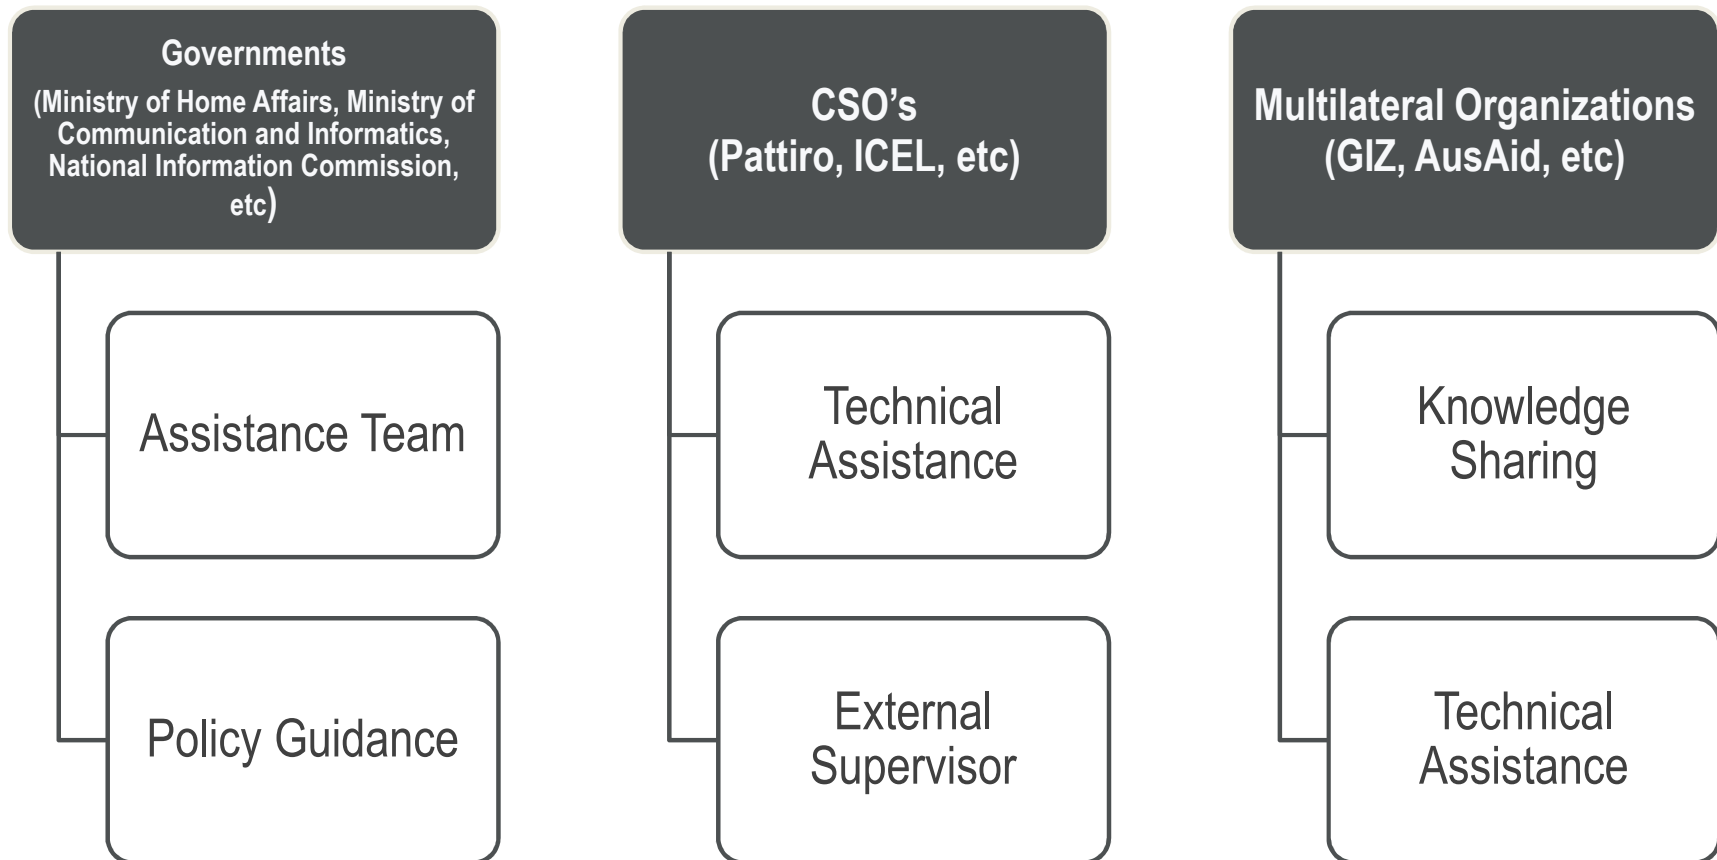 Governments
(Ministry of Home Affairs, Ministry of
Communication and Informatics,
National Information Commission,
etc)
Assistance Team
Policy Guidance
CSO’s
(Pattiro, ICEL, etc)
Technical
Assistance
External
Supervisor
Multilateral Organizations
(GIZ, AusAid, etc)
Knowledge
Sharing
Technical
Assistance